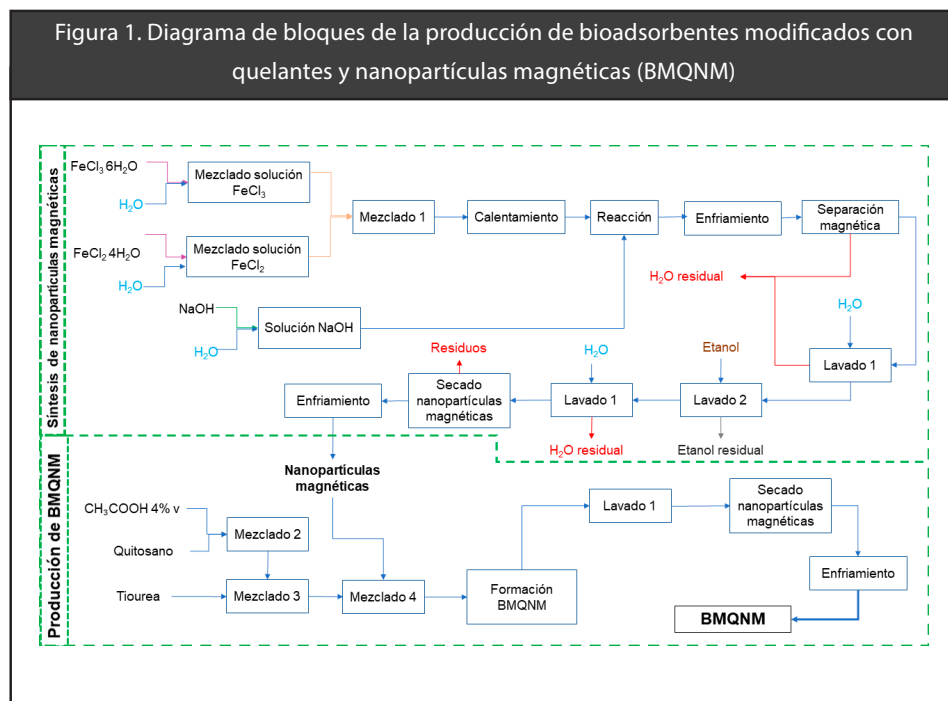 Figura 1. Diagrama de bloques de la producción de bioadsorbentes modificados con
quelantes y nanopartículas magnéticas (BMQNM)
Síntesis de nanopartículas magnéticas
FeCl₃ 6H₂O
H₂O
Mezclado solución
FeCl₃
FeCl₂ 4H₂O
H₂O
Mezclado solución
FeCl₂
Mezclado 1
Calentamiento
Reacción
Enfriamiento
Separación
magnética
H₂O residual
NaOH
H₂O
Solución NaOH
H₂O
Lavado 1
Etanol
Lavado 2
Etanol residual
H₂O
Lavado 1
H₂O residual
Residuos
Secado
nanopartículas
magnéticas
Enfriamiento
Nanopartículas
magnéticas
Producción de BMQNM
CH₃COOH 4% v
Quitosano
Mezclado 2
Tiourea
Mezclado 3
Mezclado 4
Formación
BMQNM
Lavado 1
Secado
nanopartículas
magnéticas
Enfriamiento
BMQNM